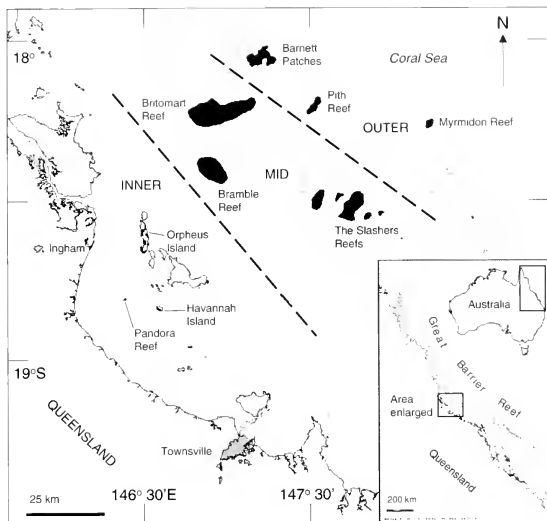 18°
Barnett
Patches
Coral Sea
N
Britomart
Reef
Pith
Reef
OUTER
Myrmidon Reef
MID
INNER
Bramble
Reef
The Slashers
Reefs
Orpheus
Island
Ingham
Havannah
Island
Pandora
Reef
19°S
QUEENSLAND
Townsville
25 km
146° 30'E
147° 30'
Australia
Great
Barrier
Reef
Area
enlarged
Queensland
200 km